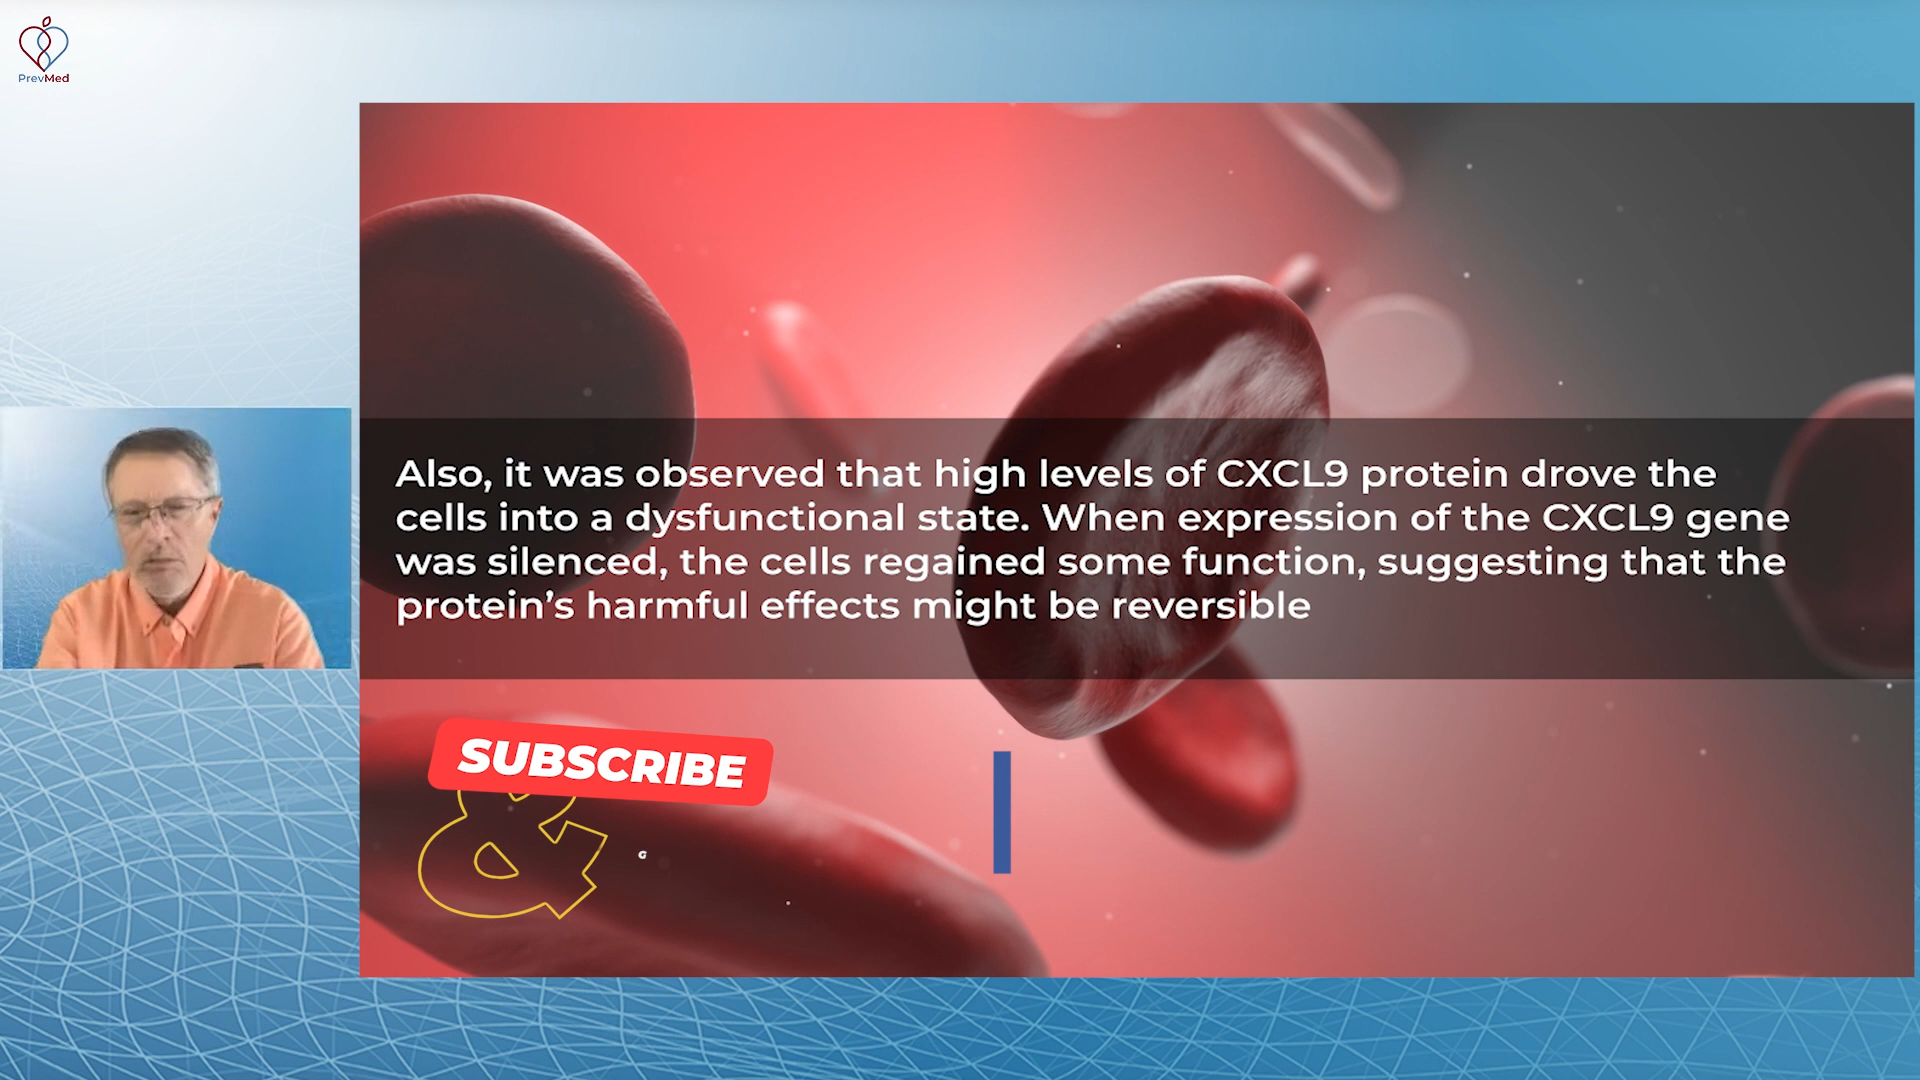 PrevMed
Also, it was observed that high levels of CXCL9 protein drove the
cells into a dysfunctional state. When expression of the CXCL9 gene
was silenced, the cells regained some function, suggesting that the
protein’s harmful effects might be reversible
SUBSCRIBE
&
G